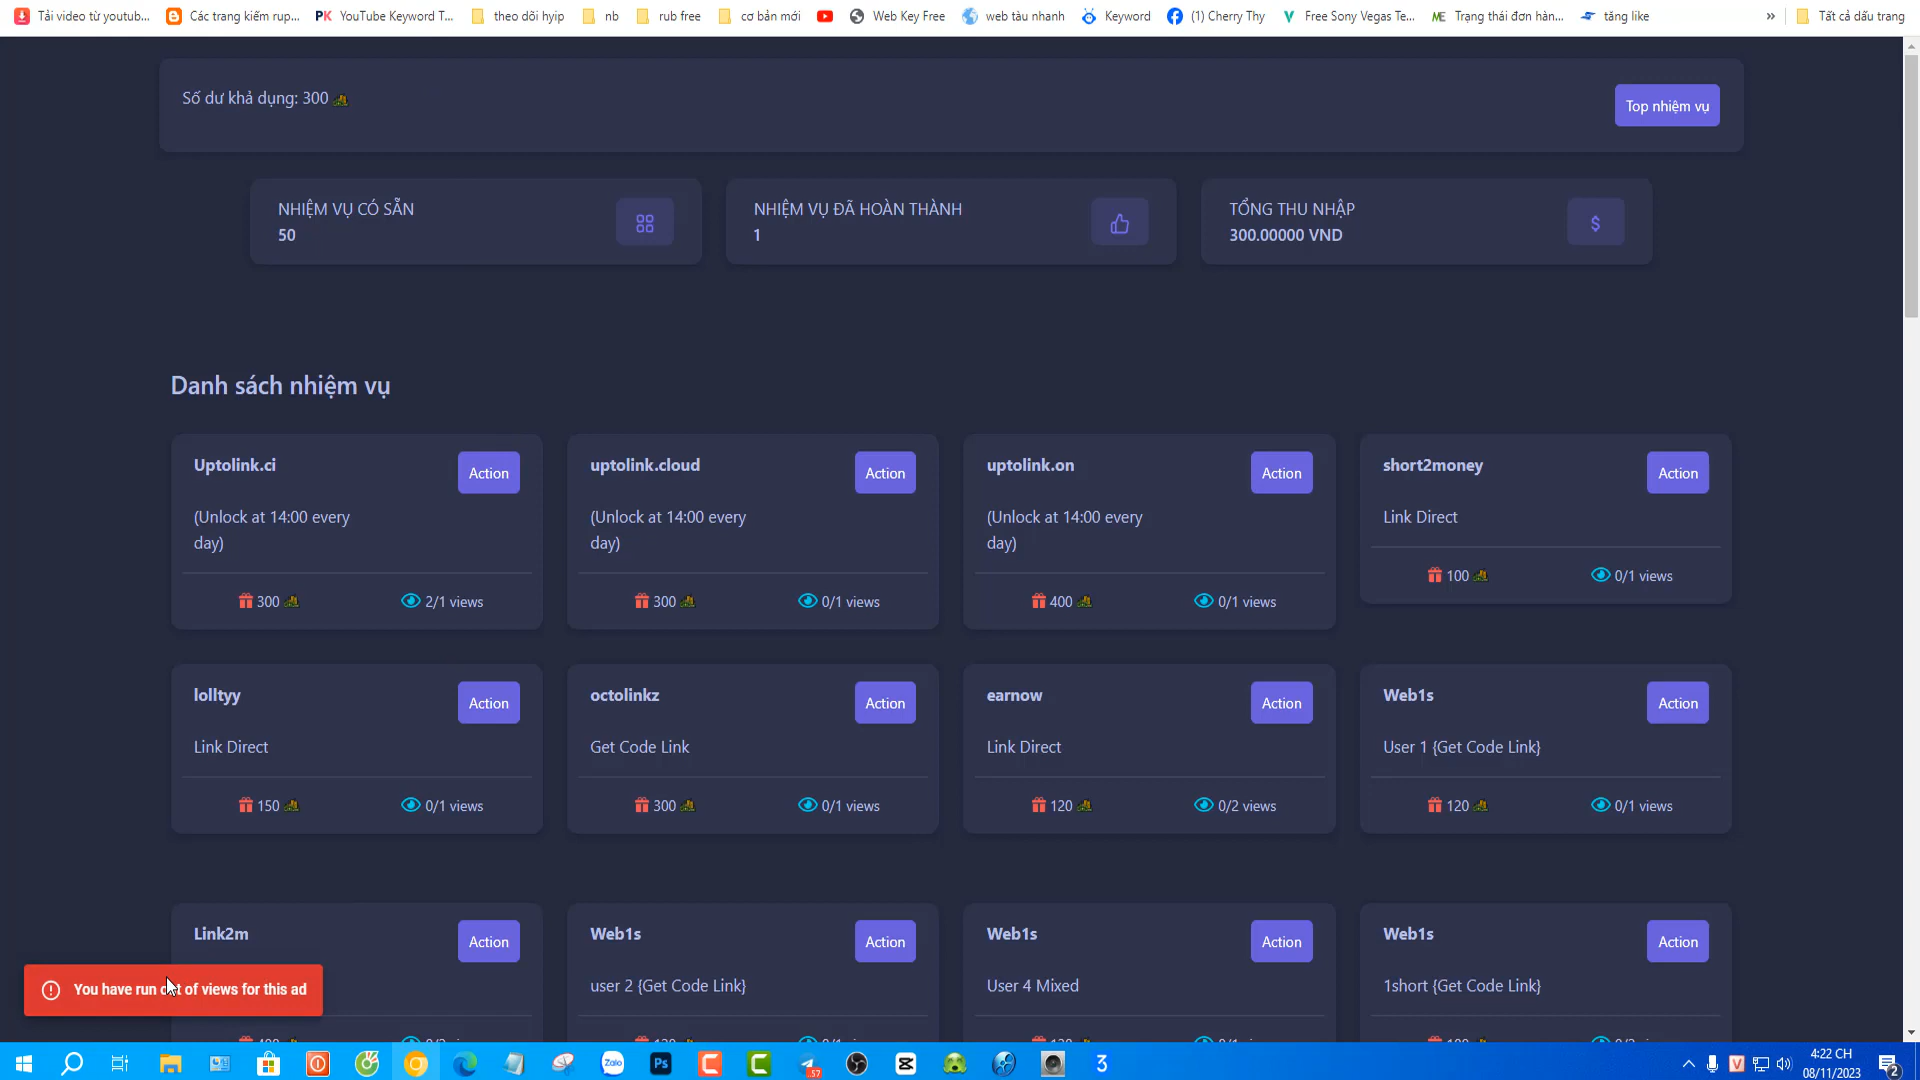 Tải video từ youtub... Các trang kiếm rup... YouTube Keyword T... theo dõi hyip nb rub free cơ bản mới Web Key Free web tàu nhanh Keyword (1) Cherry Thy Free Sony Vegas Te... Trạng thái đơn hàn... tăng like » Tất cả dấu trang
Số dư khả dụng: 300
Top nhiệm vụ
NHIỆM VỤ CÓ SẴN
50
NHIỆM VỤ ĐÃ HOÀN THÀNH
1
TỔNG THU NHẬP
300.00000 VND
Danh sách nhiệm vụ
Uptolink.ci Action
(Unlock at 14:00 every
day)
300 2/1 views
uptolink.cloud Action
(Unlock at 14:00 every
day)
300 0/1 views
uptolink.on Action
(Unlock at 14:00 every
day)
400 0/1 views
short2money Action
Link Direct
100 0/1 views
lolltyy Action
Link Direct
150 0/1 views
octolinkz Action
Get Code Link
300 0/1 views
earnow Action
Link Direct
120 0/2 views
Web1s Action
User 1 {Get Code Link}
120 0/1 views
Link2m Action
Web1s Action
user 2 {Get Code Link}
Web1s Action
User 4 Mixed
Web1s Action
1short {Get Code Link}
You have run out of views for this ad
4:22 CH
08/11/2023